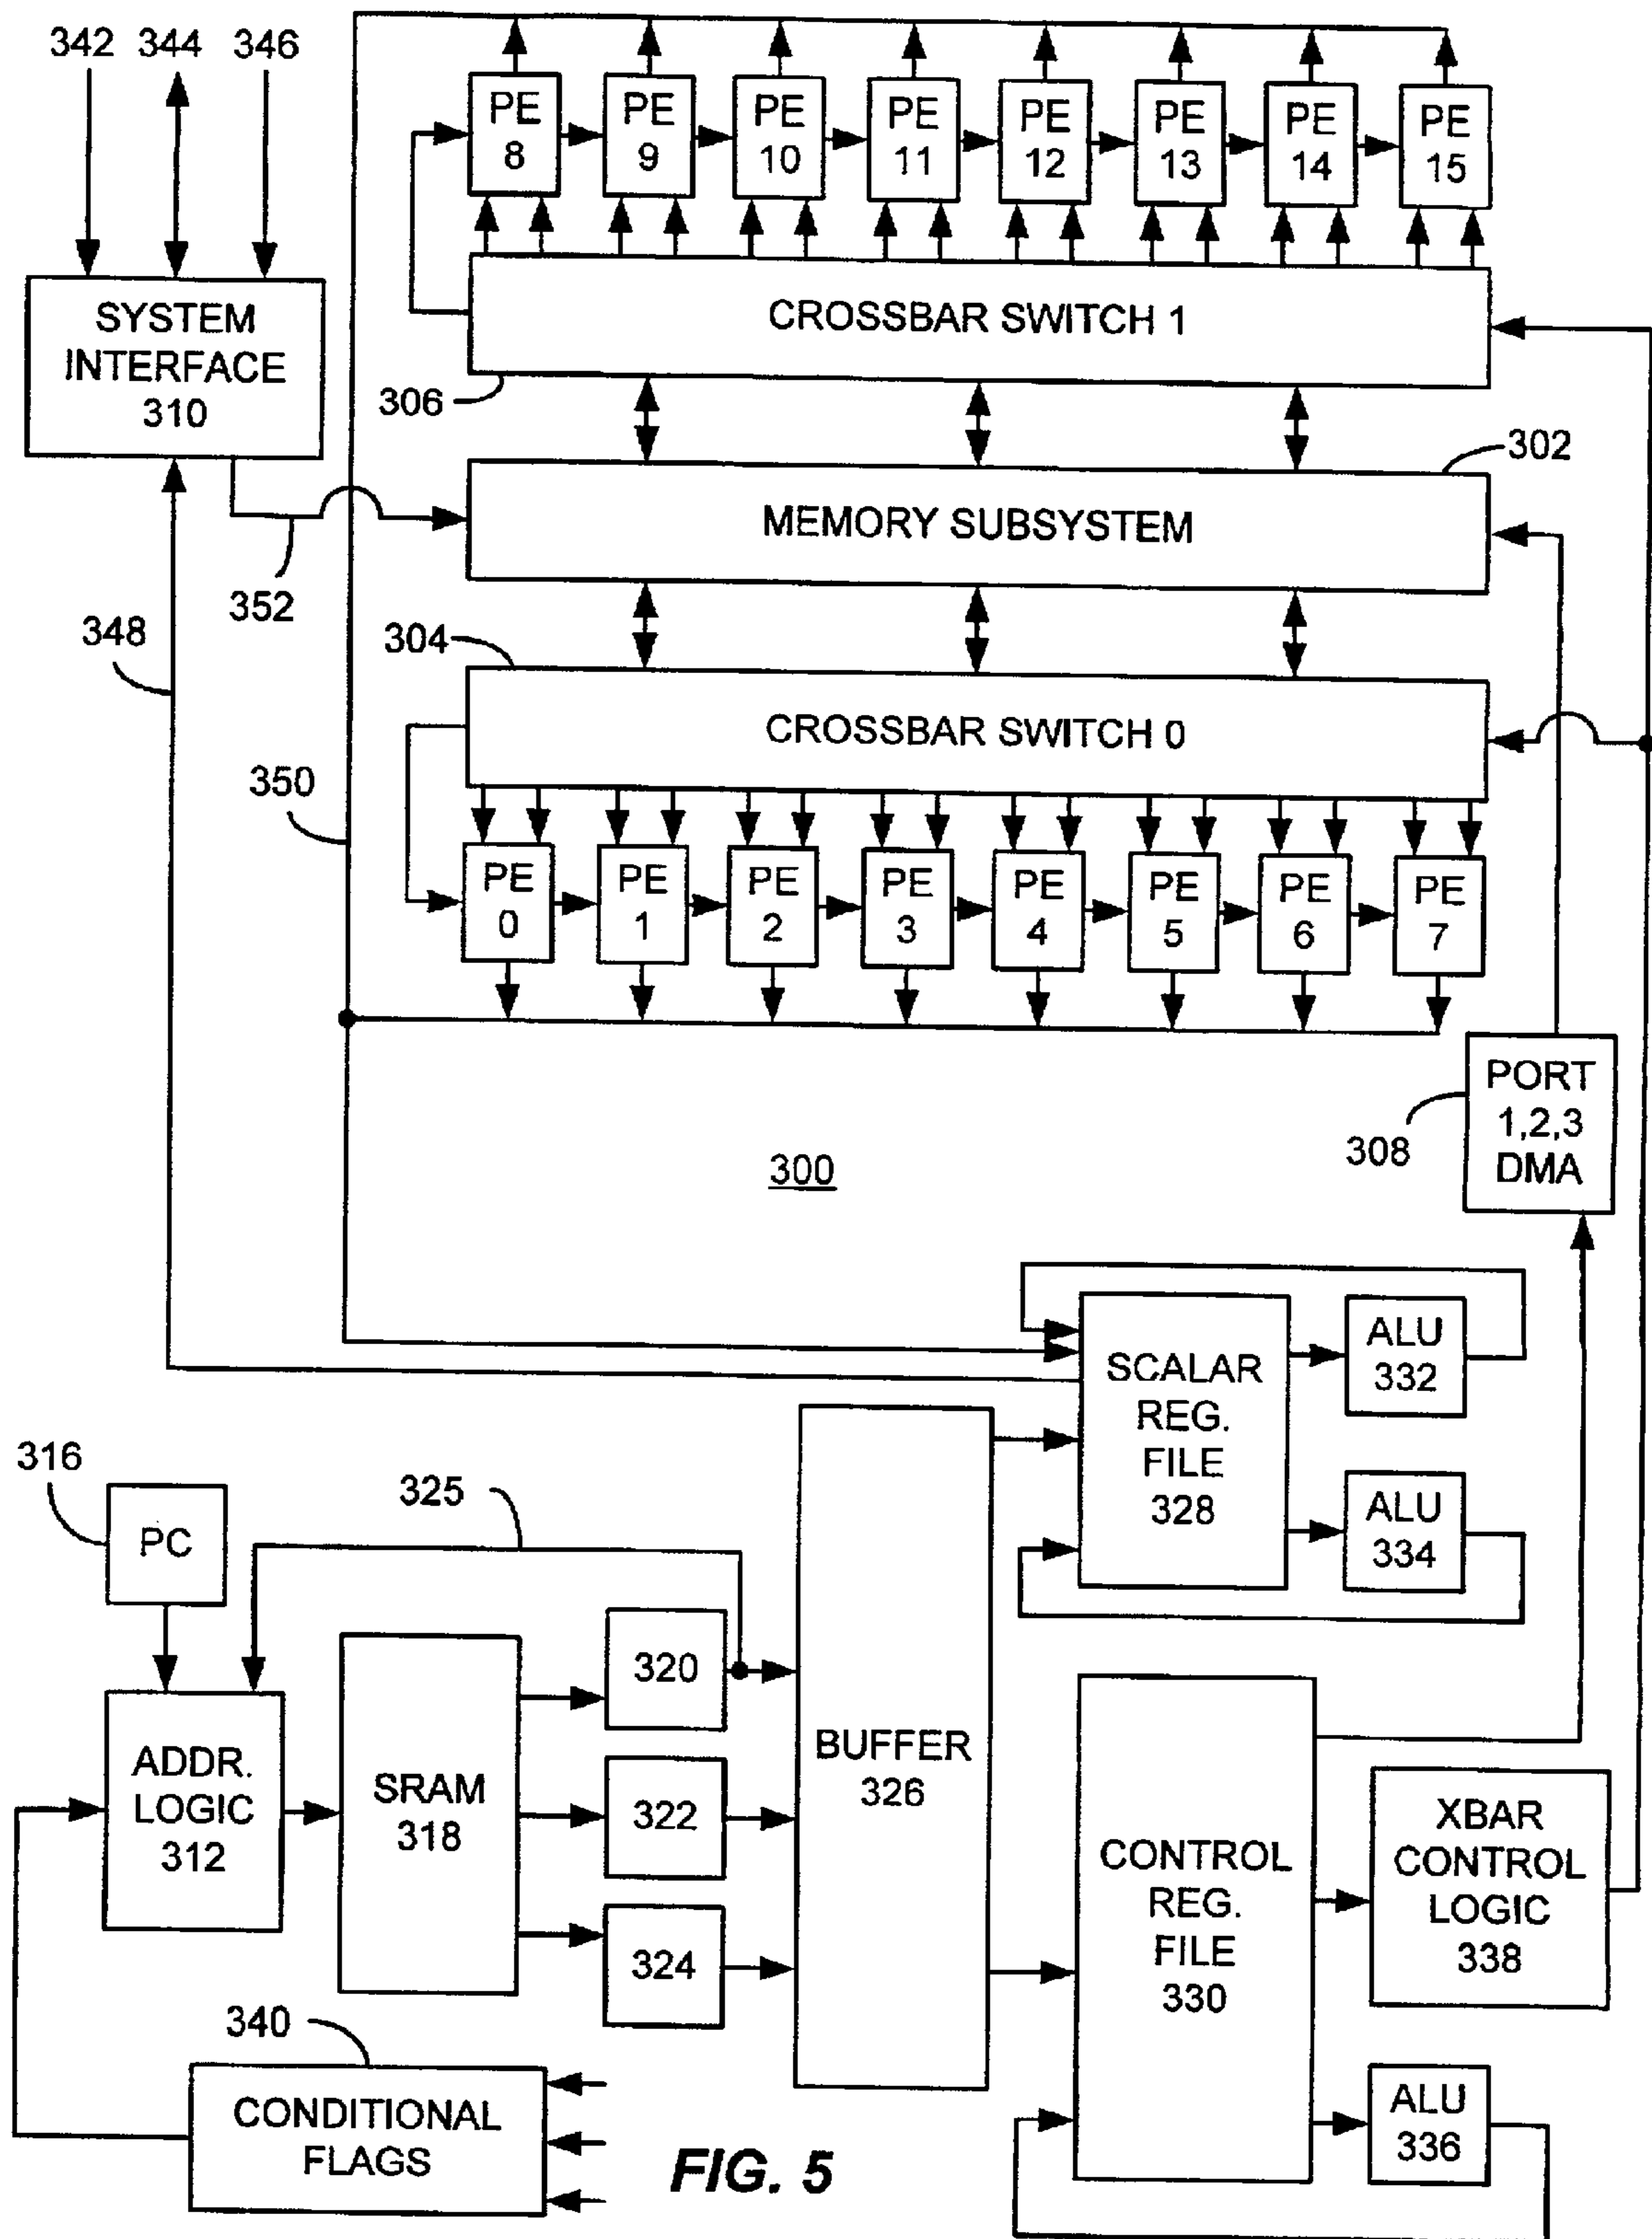 342 344 346
PE 8
PE 9
PE 10
PE 11
PE 12
PE 13
PE 14
PE 15
SYSTEM
INTERFACE
310
CROSSBAR SWITCH 1
306
302
MEMORY SUBSYSTEM
352
348
304
CROSSBAR SWITCH 0
350
PE 0
PE 1
PE 2
PE 3
PE 4
PE 5
PE 6
PE 7
PORT
1,2,3
DMA
308
300
SCALAR
REG.
FILE
328
ALU
332
ALU
334
316
PC
325
ADDR.
LOGIC
312
SRAM
318
320
322
324
BUFFER
326
CONTROL
REG.
FILE
330
XBAR
CONTROL
LOGIC
338
340
CONDITIONAL
FLAGS
ALU
336
FIG. 5